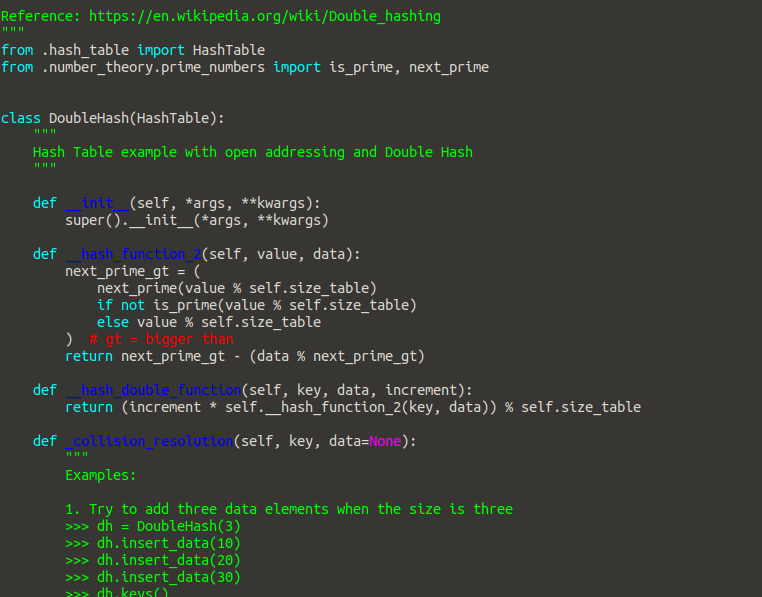 Reference: https://en.wikipedia.org/wiki/Double_hashing
"""
from .hash_table import HashTable
from .number_theory.prime_numbers import is_prime, next_prime
class DoubleHash(HashTable):
"""
Hash Table example with open addressing and Double Hash
"""
def __init__(self, *args, **kwargs):
super().__init__(*args, **kwargs)
def __hash_function_2(self, value, data):
next_prime_gt = (
next_prime(value % self.size_table)
if not is_prime(value % self.size_table)
else value % self.size_table
)  # gt = bigger than
return next_prime_gt - (data % next_prime_gt)
def __hash_double_function(self, key, data, increment):
return (increment * self.__hash_function_2(key, data)) % self.size_table
def _collision_resolution(self, key, data=None):
"""
Examples:
1. Try to add three data elements when the size is three
>>> dh = DoubleHash(3)
>>> dh.insert_data(10)
>>> dh.insert_data(20)
>>> dh.insert_data(30)
>>> dh.keys()